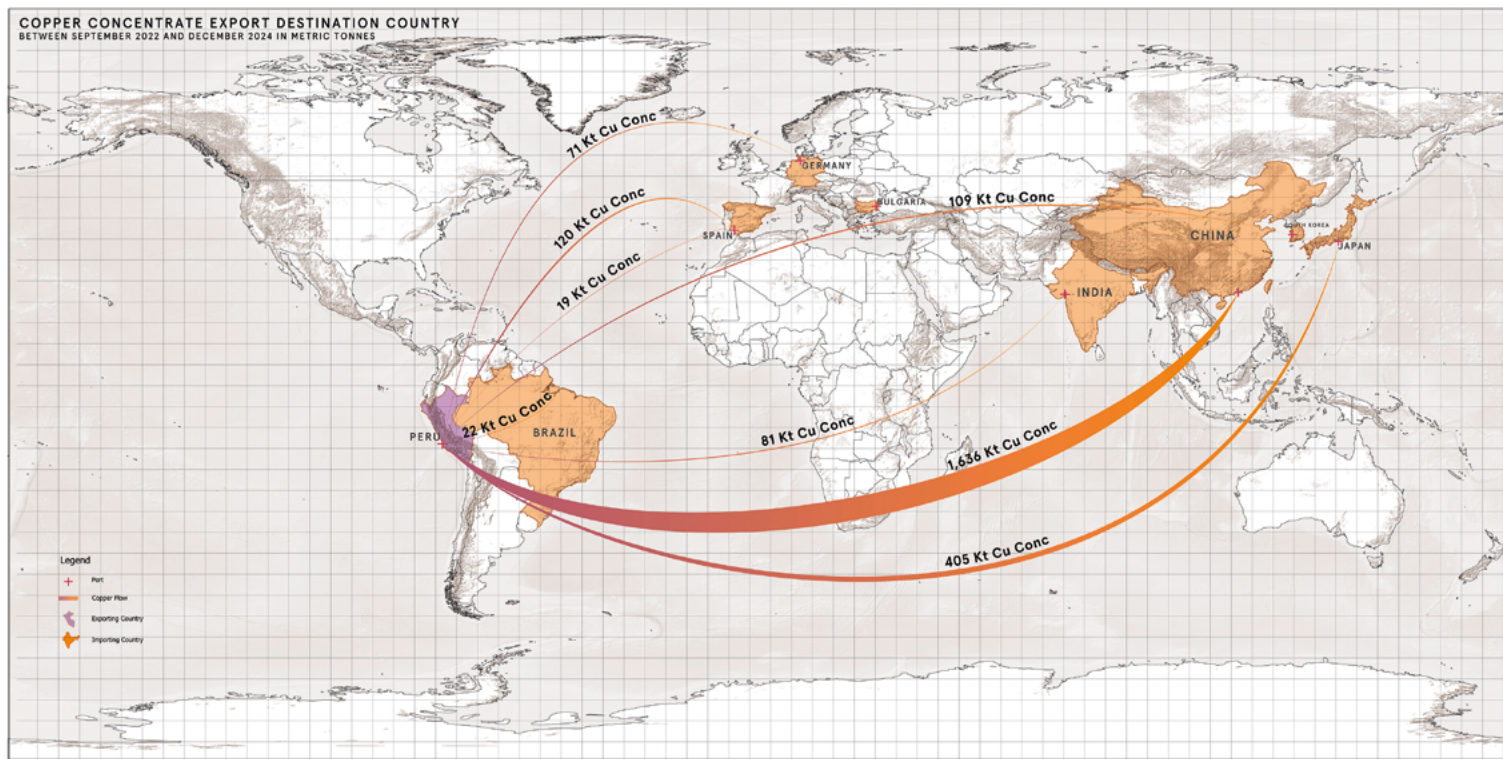 COPPER CONCENTRATE EXPORT DESTINATION COUNTRY
BETWEEN SEPTEMBER 2022 AND DECEMBER 2024 IN METRIC TONNES
71 Kt Cu Conc
GERMANY
120 Kt Cu Conc
BULGARIA
109 Kt Cu Conc
SPAIN
CHINA
SOUTH KOREA
JAPAN
19 Kt Cu Conc
INDIA
22 Kt Cu Conc
PERU
BRAZIL
81 Kt Cu Conc
1,636 Kt Cu Conc
405 Kt Cu Conc
Legend
Port
Copper Flow
Exporting Country
Importing Country